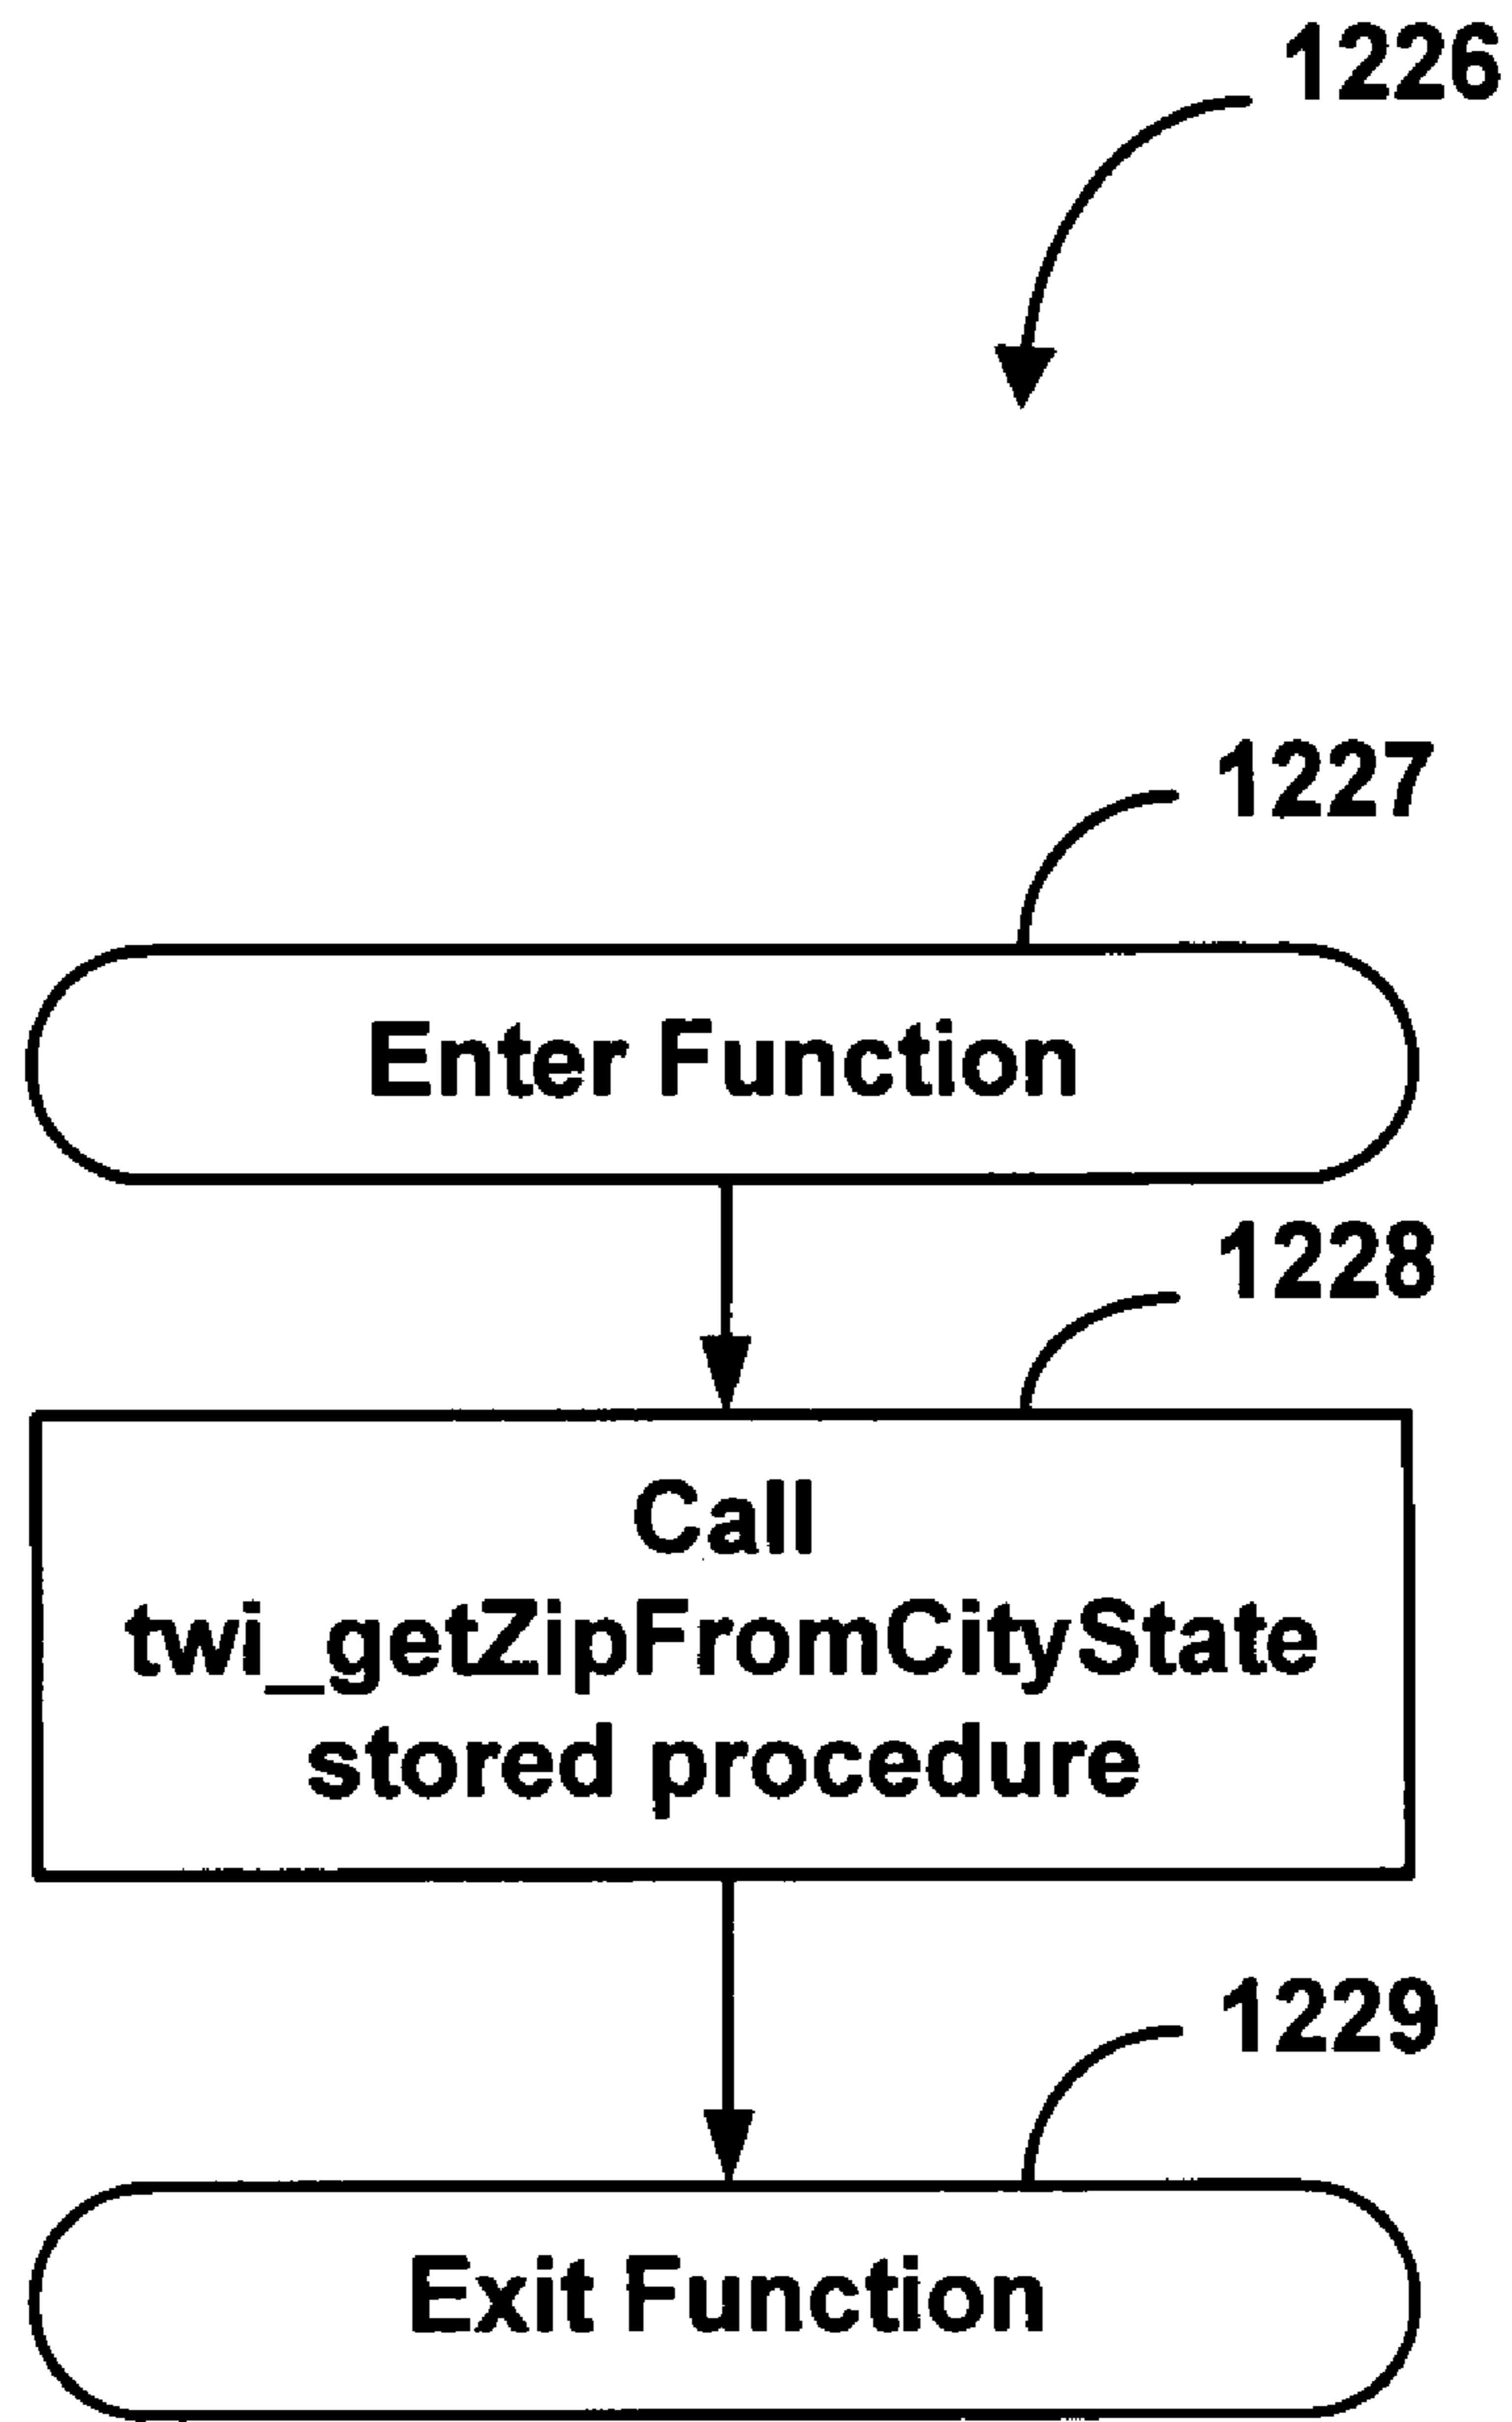 1226
1227
Enter Function
1228
Call
twi_getZipFromCityState
stored procedure
1229
Exit Function